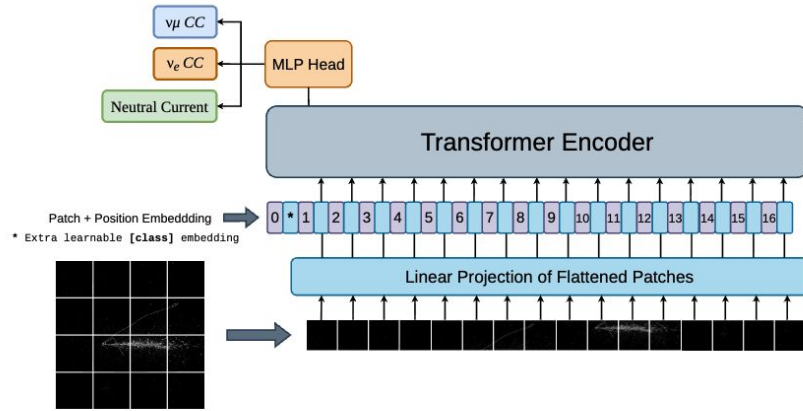 νμ CC
νe CC
Neutral Current
MLP Head
Transformer Encoder
Patch + Position Embeddding
0 * 1 2 3 4 5 6 7 8 9 10 11 12 13 14 15 16
* Extra learnable [class] embedding
Linear Projection of Flattened Patches